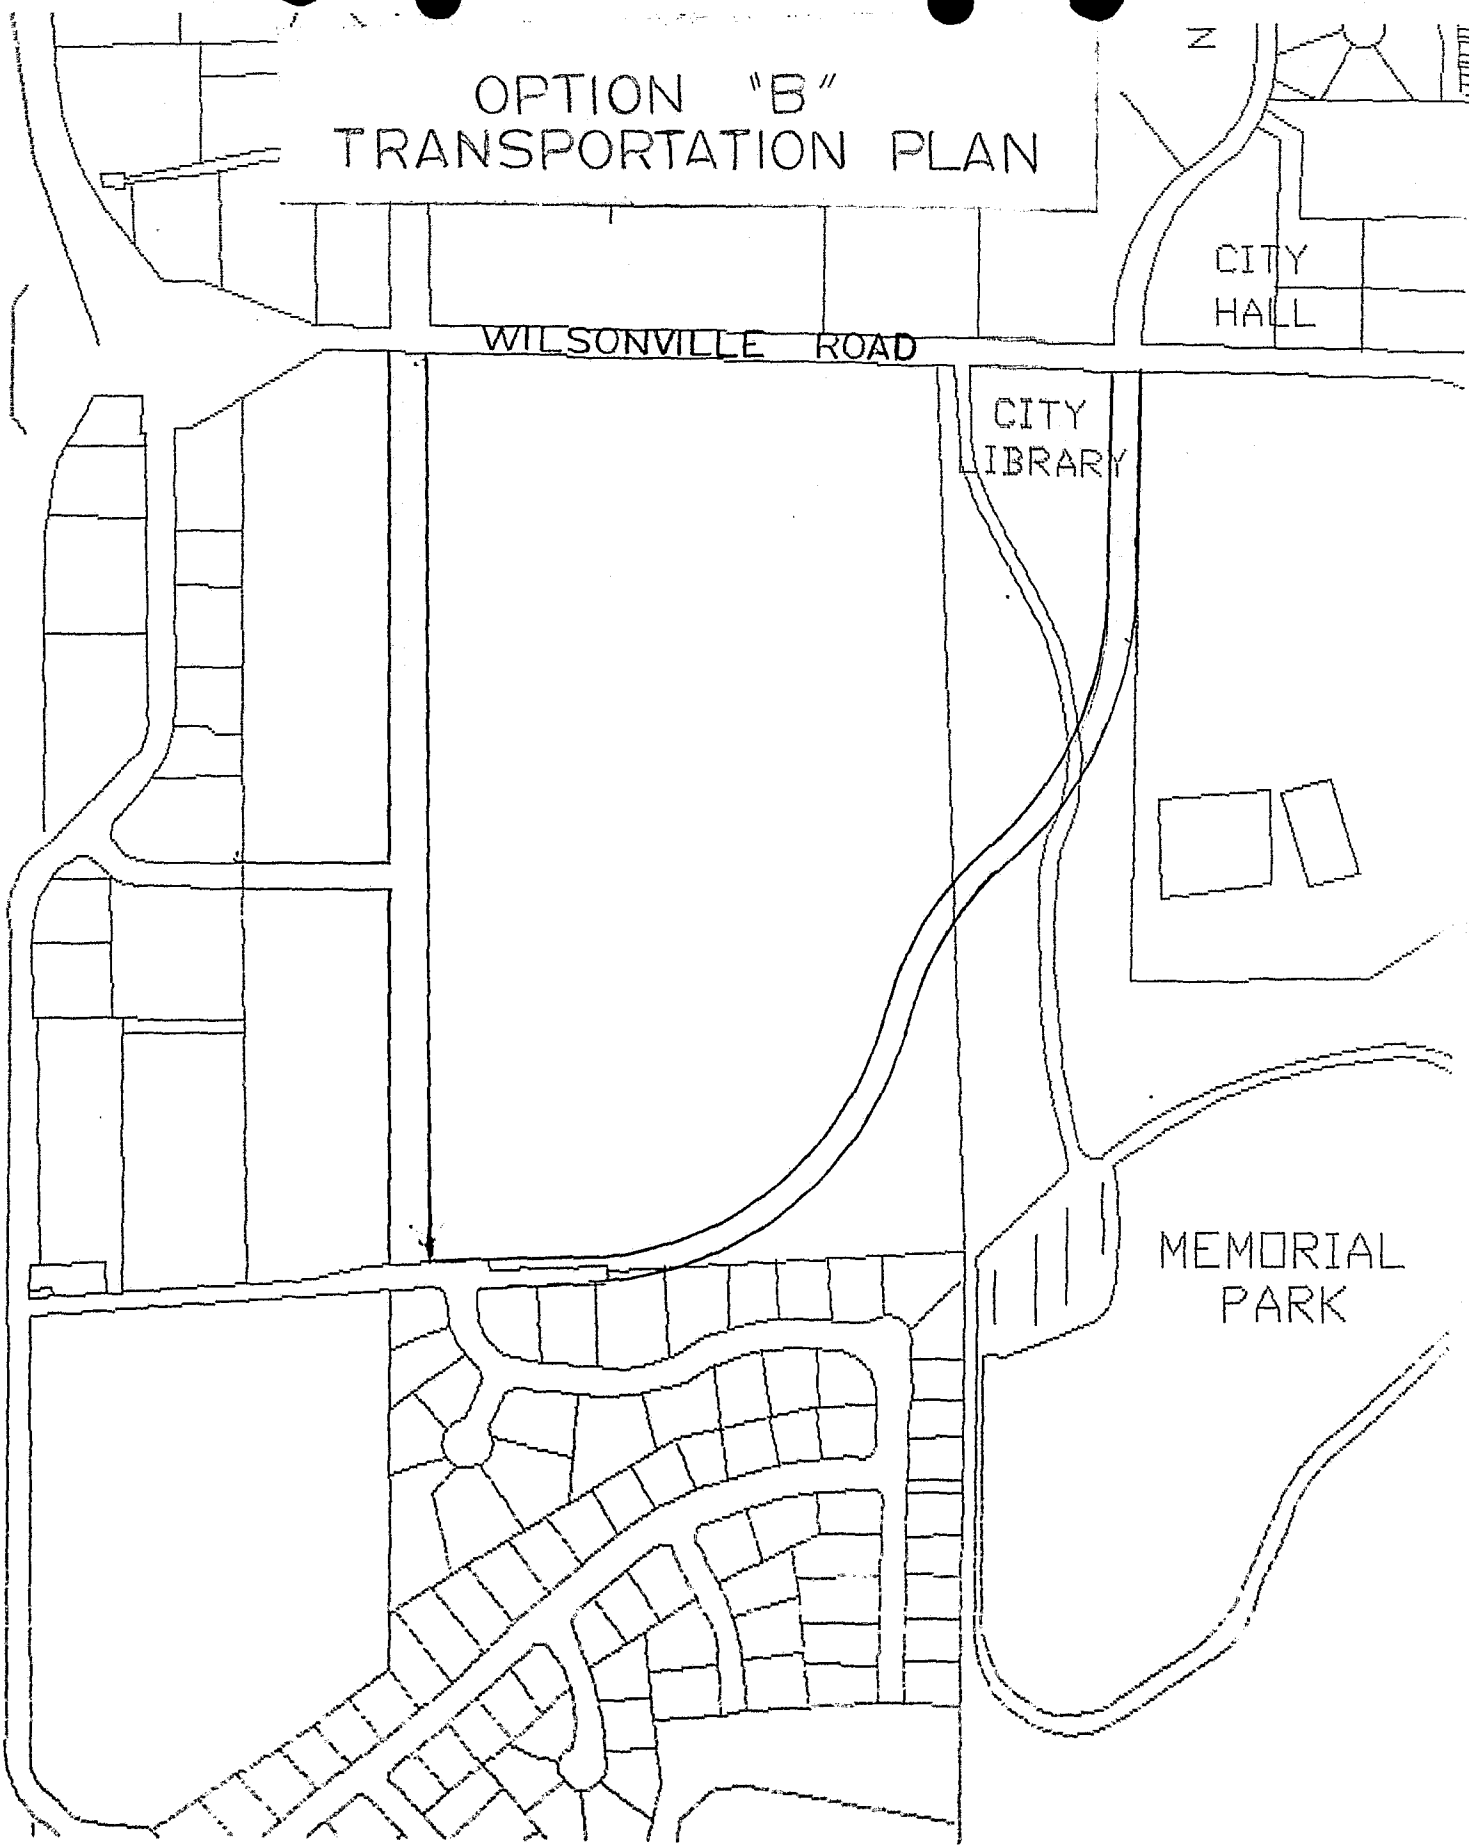 OPTION "B"
TRANSPORTATION PLAN
N
CITY
HALL
WILSONVILLE ROAD
CITY
LIBRARY
MEMORIAL
PARK